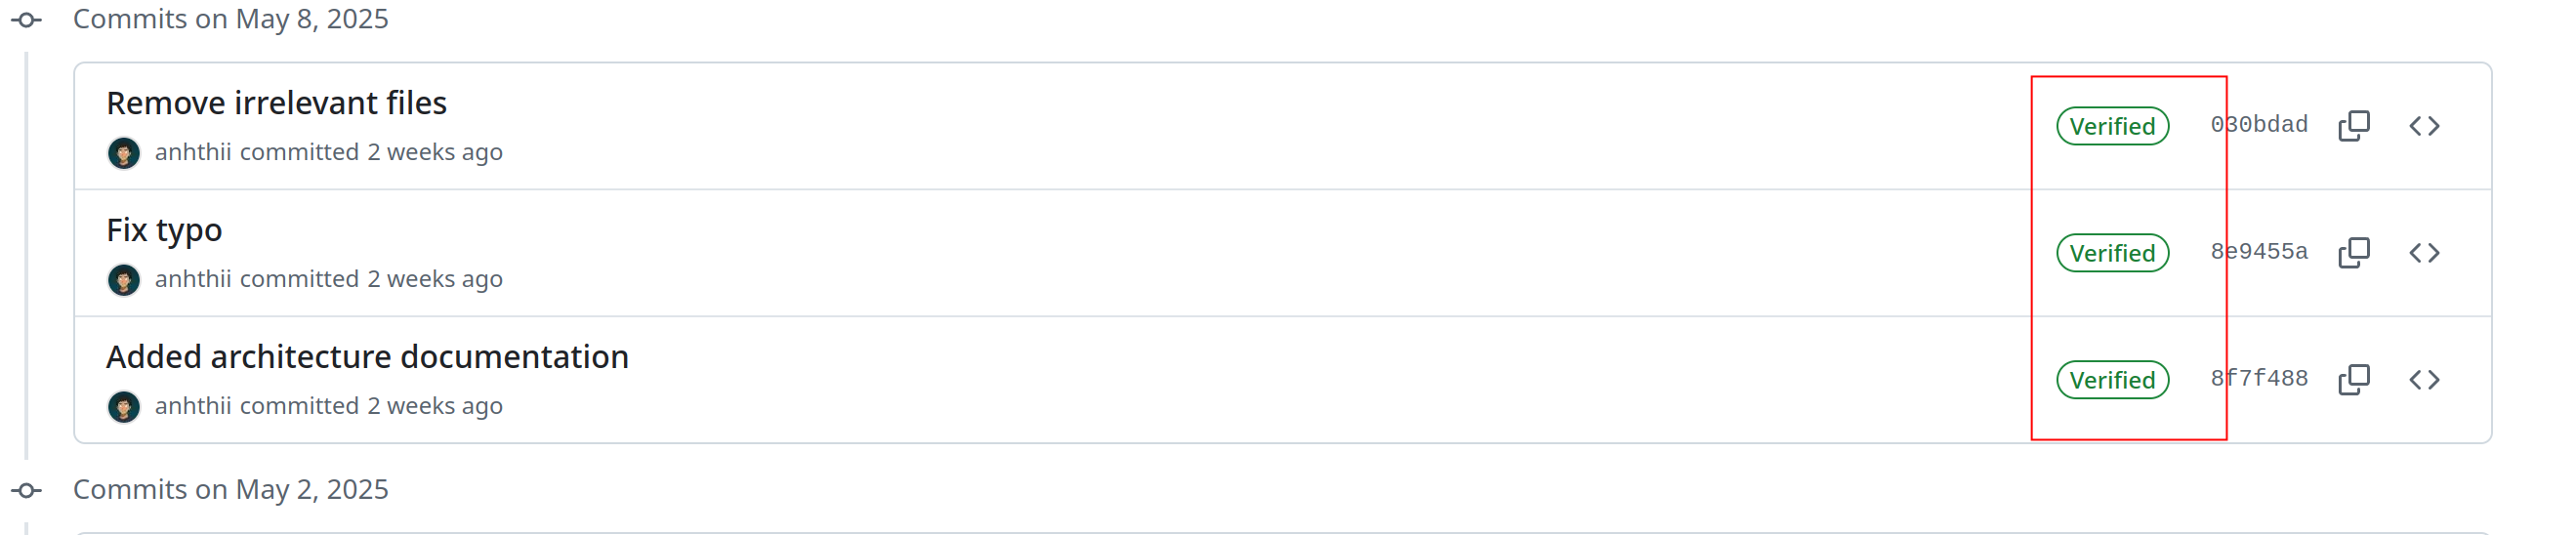 Commits on May 8, 2025
Remove irrelevant files
anhthii committed 2 weeks ago
Verified 030bdad
Fix typo
anhthii committed 2 weeks ago
Verified 8e9455a
Added architecture documentation
anhthii committed 2 weeks ago
Verified 8f7f488
Commits on May 2, 2025